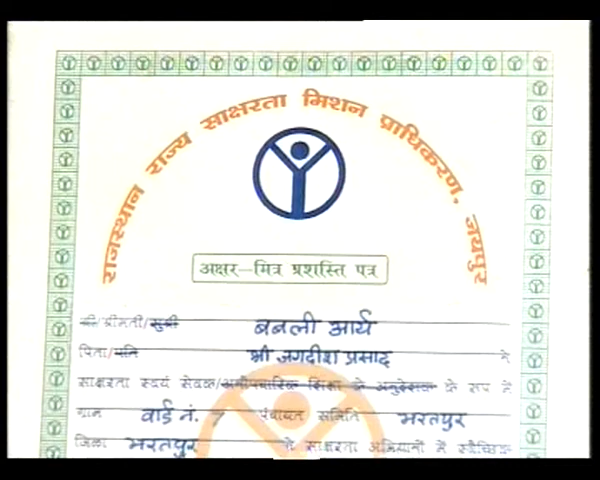 राजस्थान राज्य साक्षरता मिशन प्राधिकरण, जयपुर
अक्षर-मित्र प्रशस्ति पत्र
श्री/श्रीमती/सुश्री बबली आर्य
पिता/पति श्री जगदीश प्रसाद ने
साक्षरता स्वयं सेवक/अनौपचारिक शिक्षा के अनुदेशक के रूप में
ग्राम वार्ड नं. पंचायत समिति भरतपुर
जिला भरतपुर के साक्षरता अभियानों में स्वैच्छिक